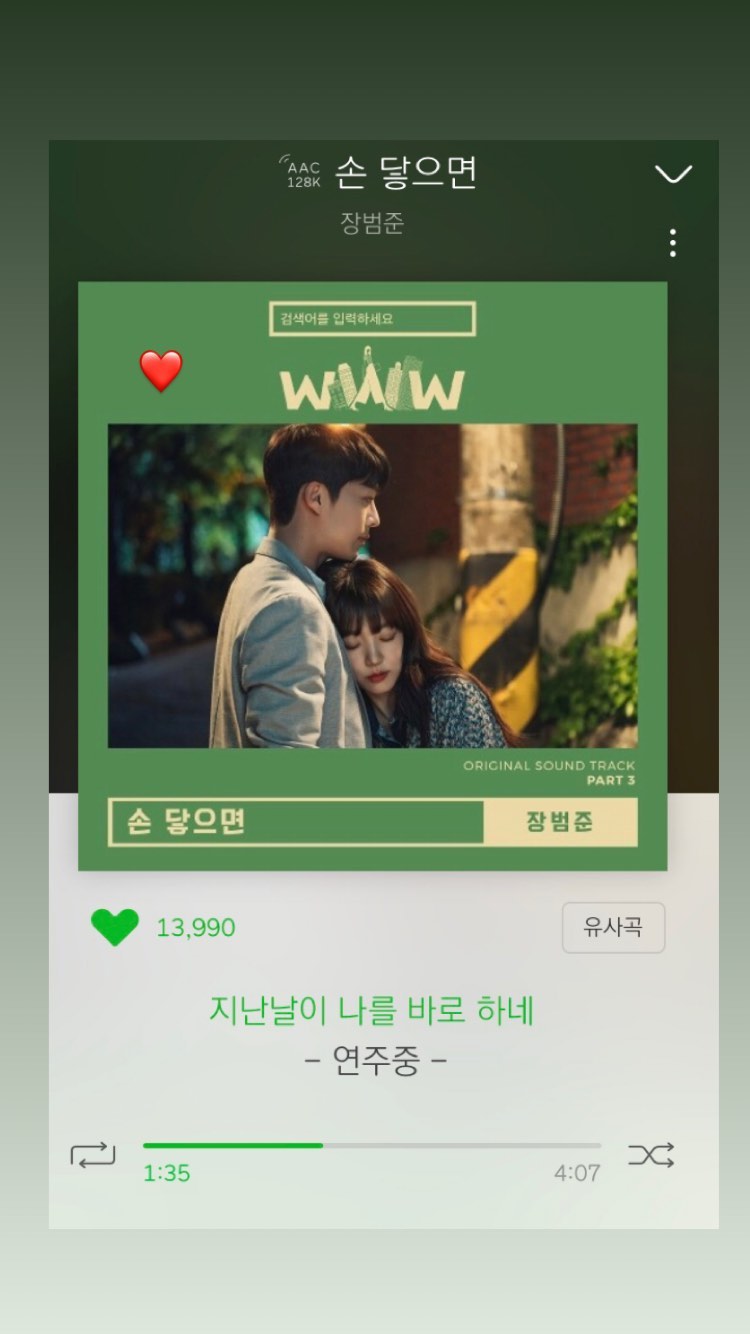 AAC
128K
손 닿으면
장범준
검색어를 입력하세요
WWW
ORIGINAL SOUND TRACK
PART 3
손 닿으면
장범준
13,990
유사곡
지난날이 나를 바로 하네
– 연주중 –
1:35
4:07